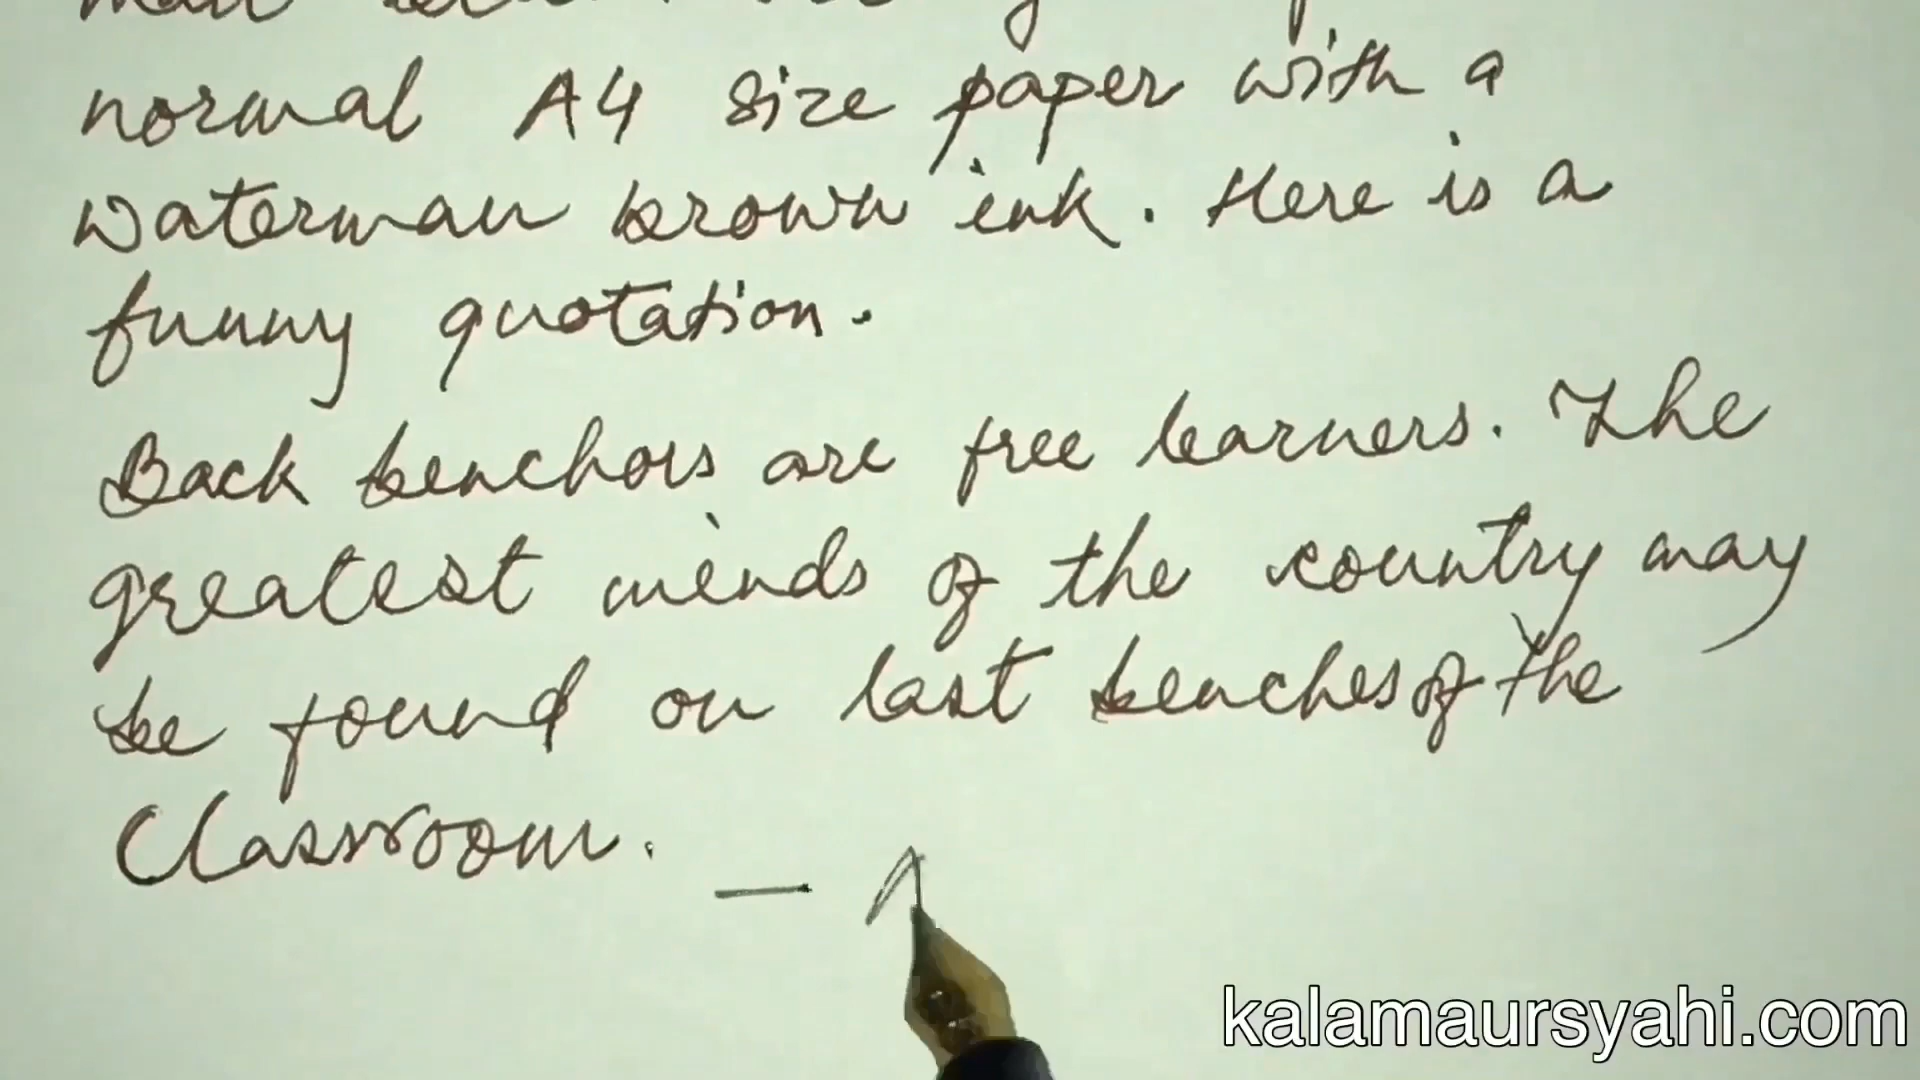 normal A4 size paper with a
Waterman brown ink. Here is a
funny quotation.
Back benchers are free learners. The
greatest minds of the country may
be found on last benches of the
Classroom.
— A
kalamaursyahi.com